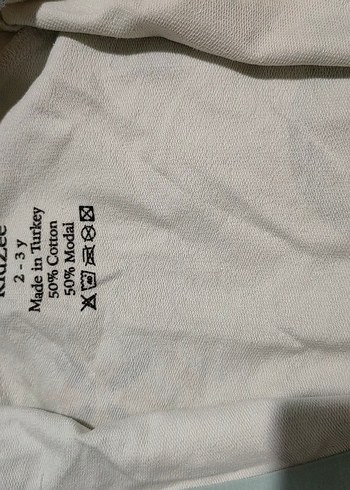 KidZee
2 - 3 y
Made in Turkey
50% Cotton
50% Modal